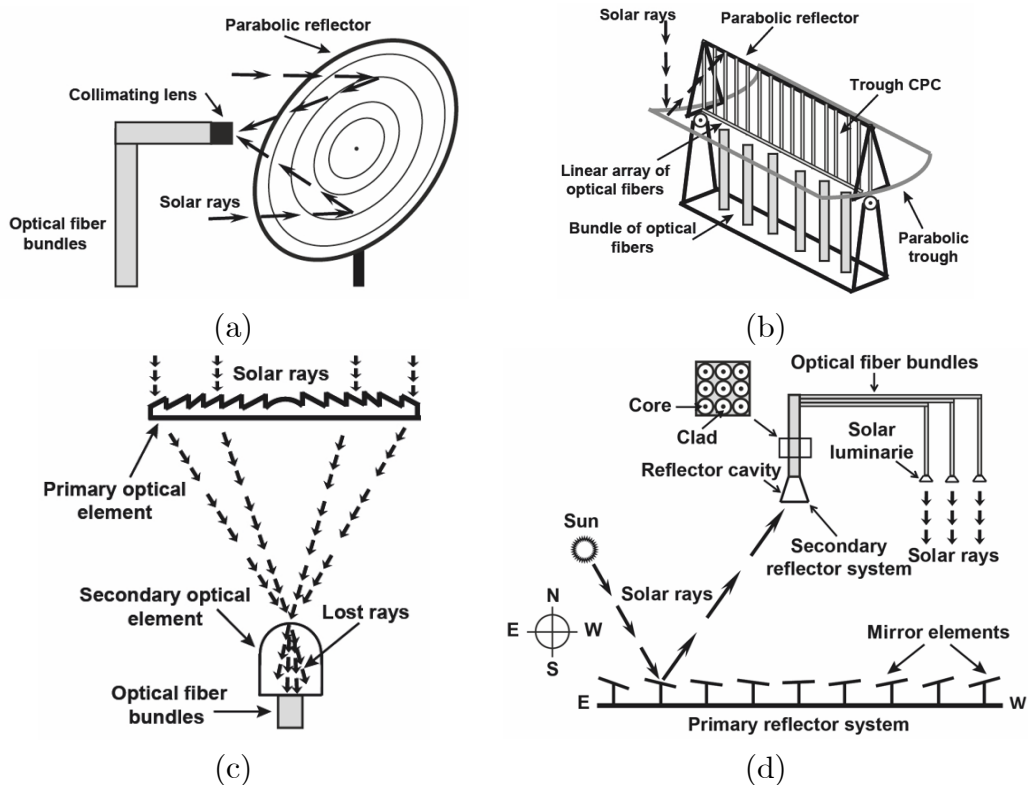 Parabolic reflector
Collimating lens
Solar rays
Optical fiber
bundles
(a)
Solar rays
Parabolic reflector
Trough CPC
Linear array of
optical fibers
Bundle of optical
fibers
Parabolic
trough
(b)
Solar rays
Primary optical
element
Secondary optical
element
Lost rays
Optical fiber
bundles
(c)
Optical fiber bundles
Core
Clad
Solar
luminarie
Reflector cavity
Sun
Secondary
reflector system
Solar rays
Solar rays
N
E
W
S
Mirror elements
E
W
Primary reflector system
(d)